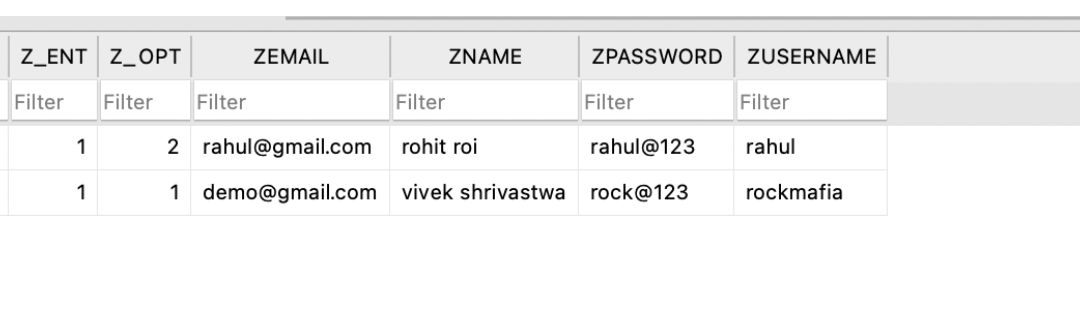 Z_ENT Z_OPT ZEMAIL ZNAME ZPASSWORD ZUSERNAME
Filter Filter Filter Filter Filter Filter
1 2 rahul@gmail.com rohit roi rahul@123 rahul
1 1 demo@gmail.com vivek shrivastwa rock@123 rockmafia